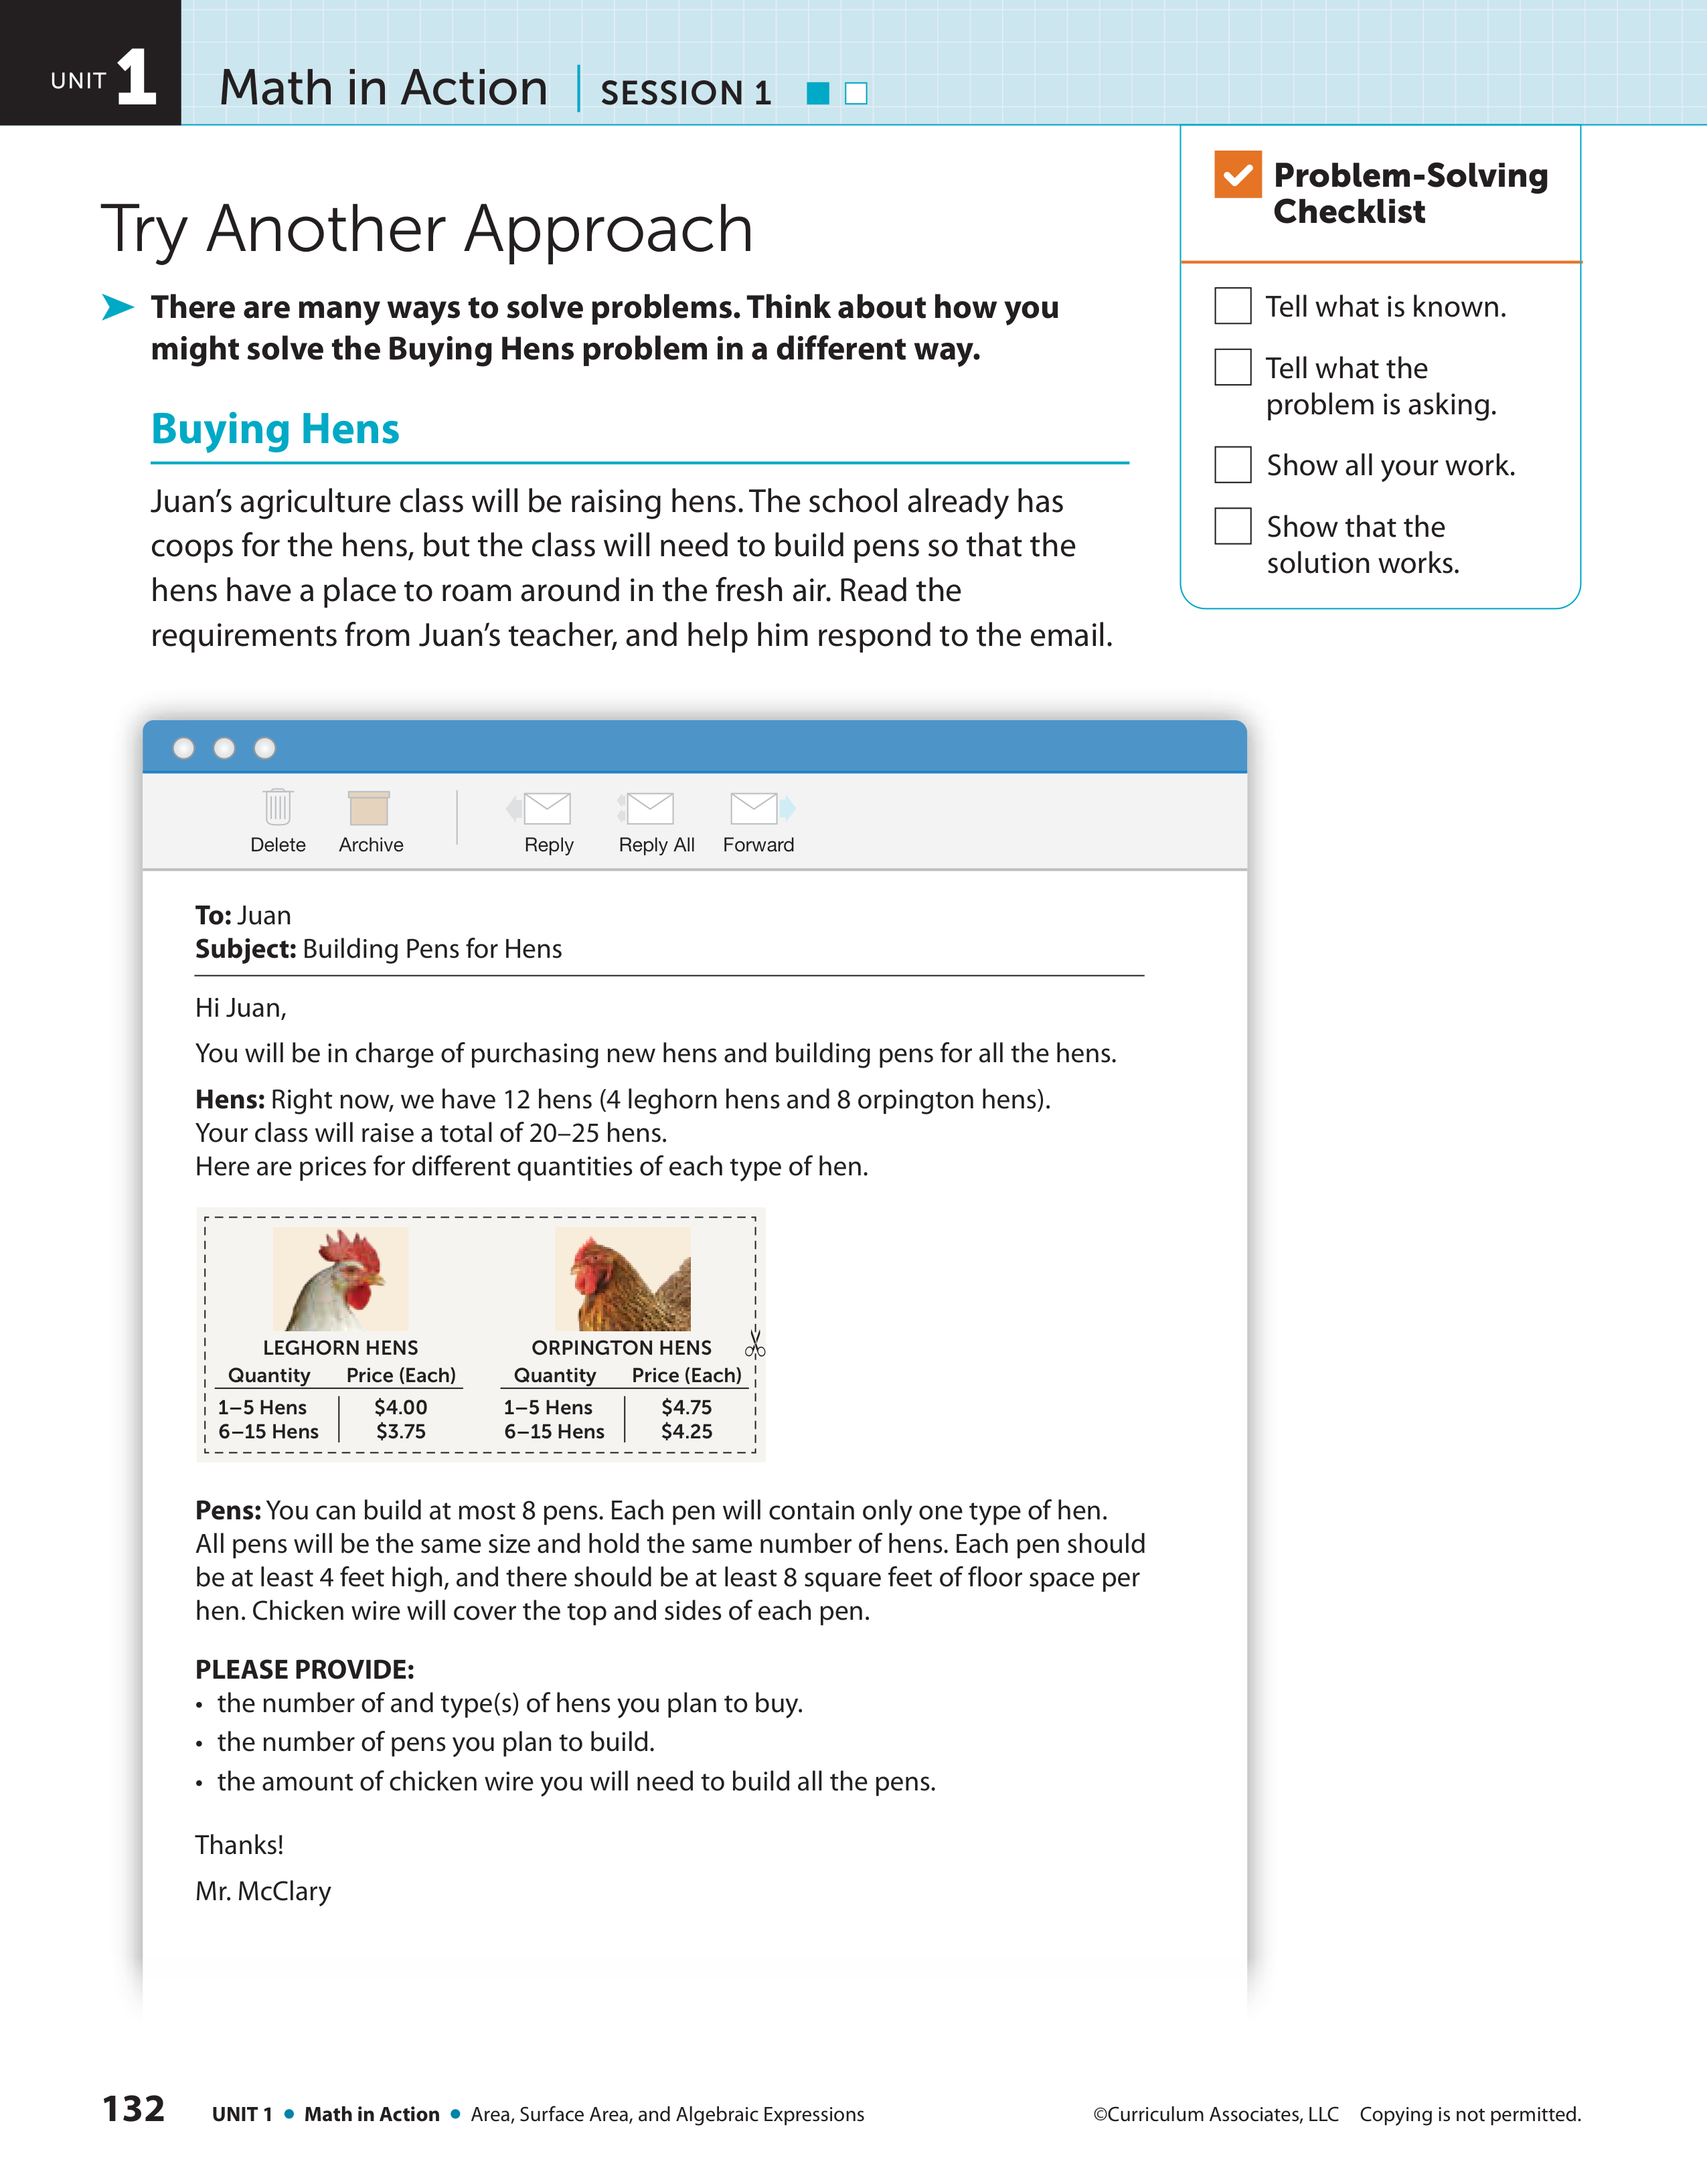 UNIT 1 Math in Action SESSION 1
Problem-Solving
Checklist
Tell what is known.
Tell what the
problem is asking.
Show all your work.
Show that the
solution works.
Try Another Approach
There are many ways to solve problems. Think about how you
might solve the Buying Hens problem in a different way.
Buying Hens
Juan’s agriculture class will be raising hens. The school already has
coops for the hens, but the class will need to build pens so that the
hens have a place to roam around in the fresh air. Read the
requirements from Juan’s teacher, and help him respond to the email.
Delete Archive Reply Reply All Forward
To: Juan
Subject: Building Pens for Hens
Hi Juan,
You will be in charge of purchasing new hens and building pens for all the hens.
Hens: Right now, we have 12 hens (4 leghorn hens and 8 orpington hens).
Your class will raise a total of 20–25 hens.
Here are prices for different quantities of each type of hen.
LEGHORN HENS
Quantity Price (Each)
1–5 Hens $4.00
6–15 Hens $3.75
ORPINGTON HENS
Quantity Price (Each)
1–5 Hens $4.75
6–15 Hens $4.25
Pens: You can build at most 8 pens. Each pen will contain only one type of hen.
All pens will be the same size and hold the same number of hens. Each pen should
be at least 4 feet high, and there should be at least 8 square feet of floor space per
hen. Chicken wire will cover the top and sides of each pen.
PLEASE PROVIDE:
• the number of and type(s) of hens you plan to buy.
• the number of pens you plan to build.
• the amount of chicken wire you will need to build all the pens.
Thanks!
Mr. McClary
132 UNIT 1 • Math in Action • Area, Surface Area, and Algebraic Expressions ©Curriculum Associates, LLC Copying is not permitted.